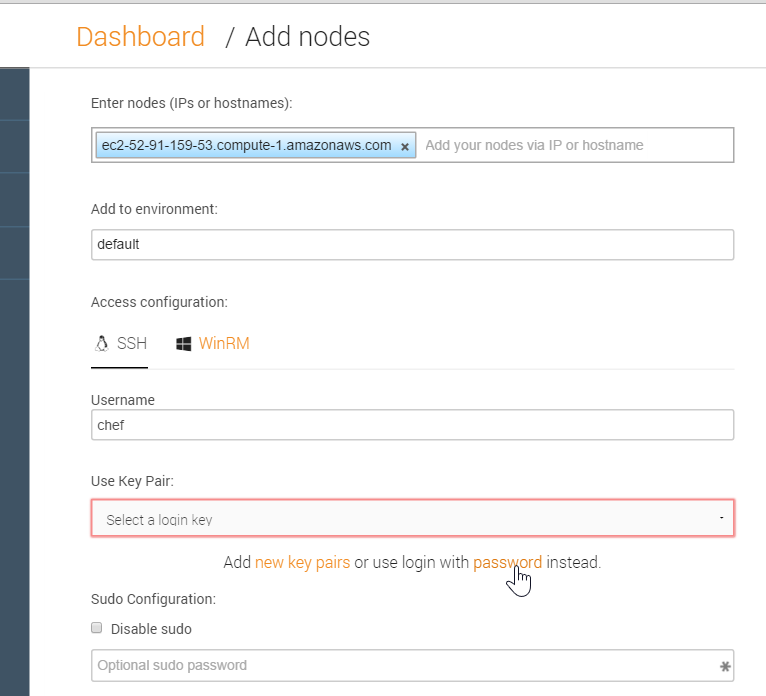 Dashboard / Add nodes
Enter nodes (IPs or hostnames):
ec2-52-91-159-53.compute-1.amazonaws.com × Add your nodes via IP or hostname
Add to environment:
default
Access configuration:
SSH WinRM
Username
chef
Use Key Pair:
Select a login key
Add new key pairs or use login with password instead.
Sudo Configuration:
Disable sudo
Optional sudo password